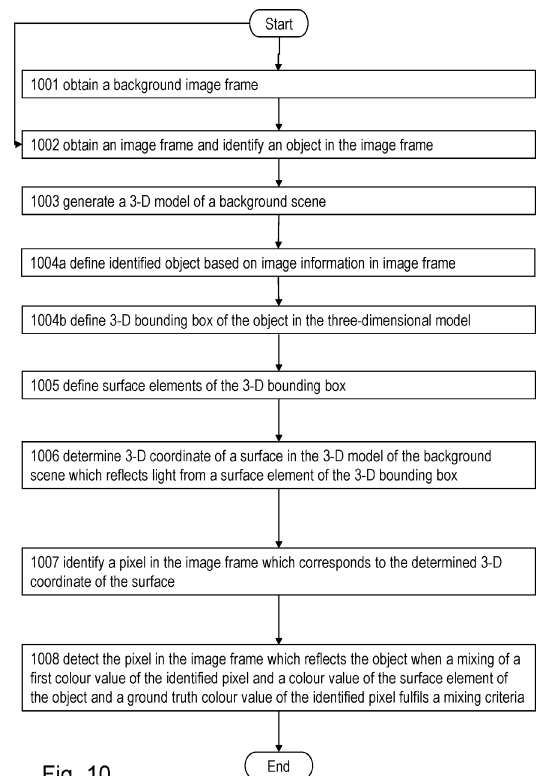 Start
1001 obtain a background image frame
1002 obtain an image frame and identify an object in the image frame
1003 generate a 3-D model of a background scene
1004a define identified object based on image information in image frame
1004b define 3-D bounding box of the object in the three-dimensional model
1005 define surface elements of the 3-D bounding box
1006 determine 3-D coordinate of a surface in the 3-D model of the background
scene which reflects light from a surface element of the 3-D bounding box
1007 identify a pixel in the image frame which corresponds to the determined 3-D
coordinate of the surface
1008 detect the pixel in the image frame which reflects the object when a mixing of a
first colour value of the identified pixel and a colour value of the surface element of
the object and a ground truth colour value of the identified pixel fulfils a mixing criteria
End
Fig. 10